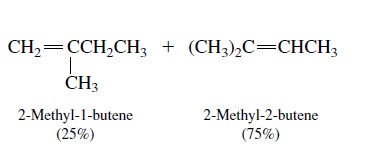 CH₂=CCH₂CH₃ + (CH₃)₂C=CHCH₃
CH₃
2-Methyl-1-butene 2-Methyl-2-butene
(25%) (75%)